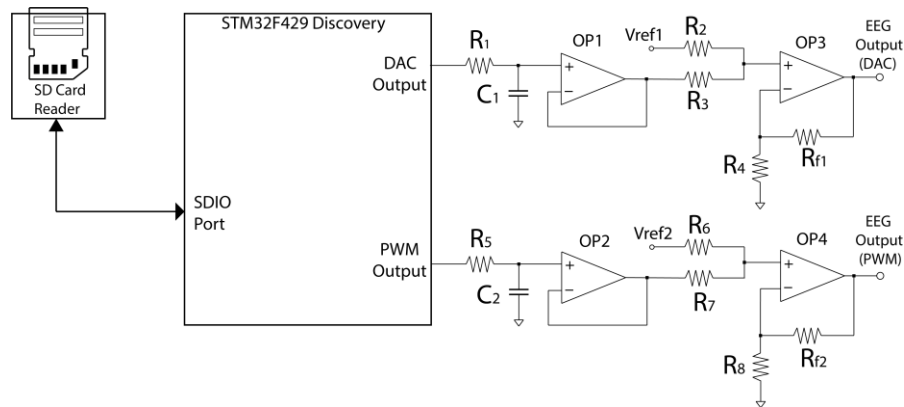 STM32F429 Discovery
SD Card
Reader
SDIO
Port
DAC
Output
R1
C1
OP1
Vref1
R2
R3
OP3
EEG
Output
(DAC)
R4
Rf1
PWM
Output
R5
C2
OP2
Vref2
R6
R7
OP4
EEG
Output
(PWM)
R8
Rf2